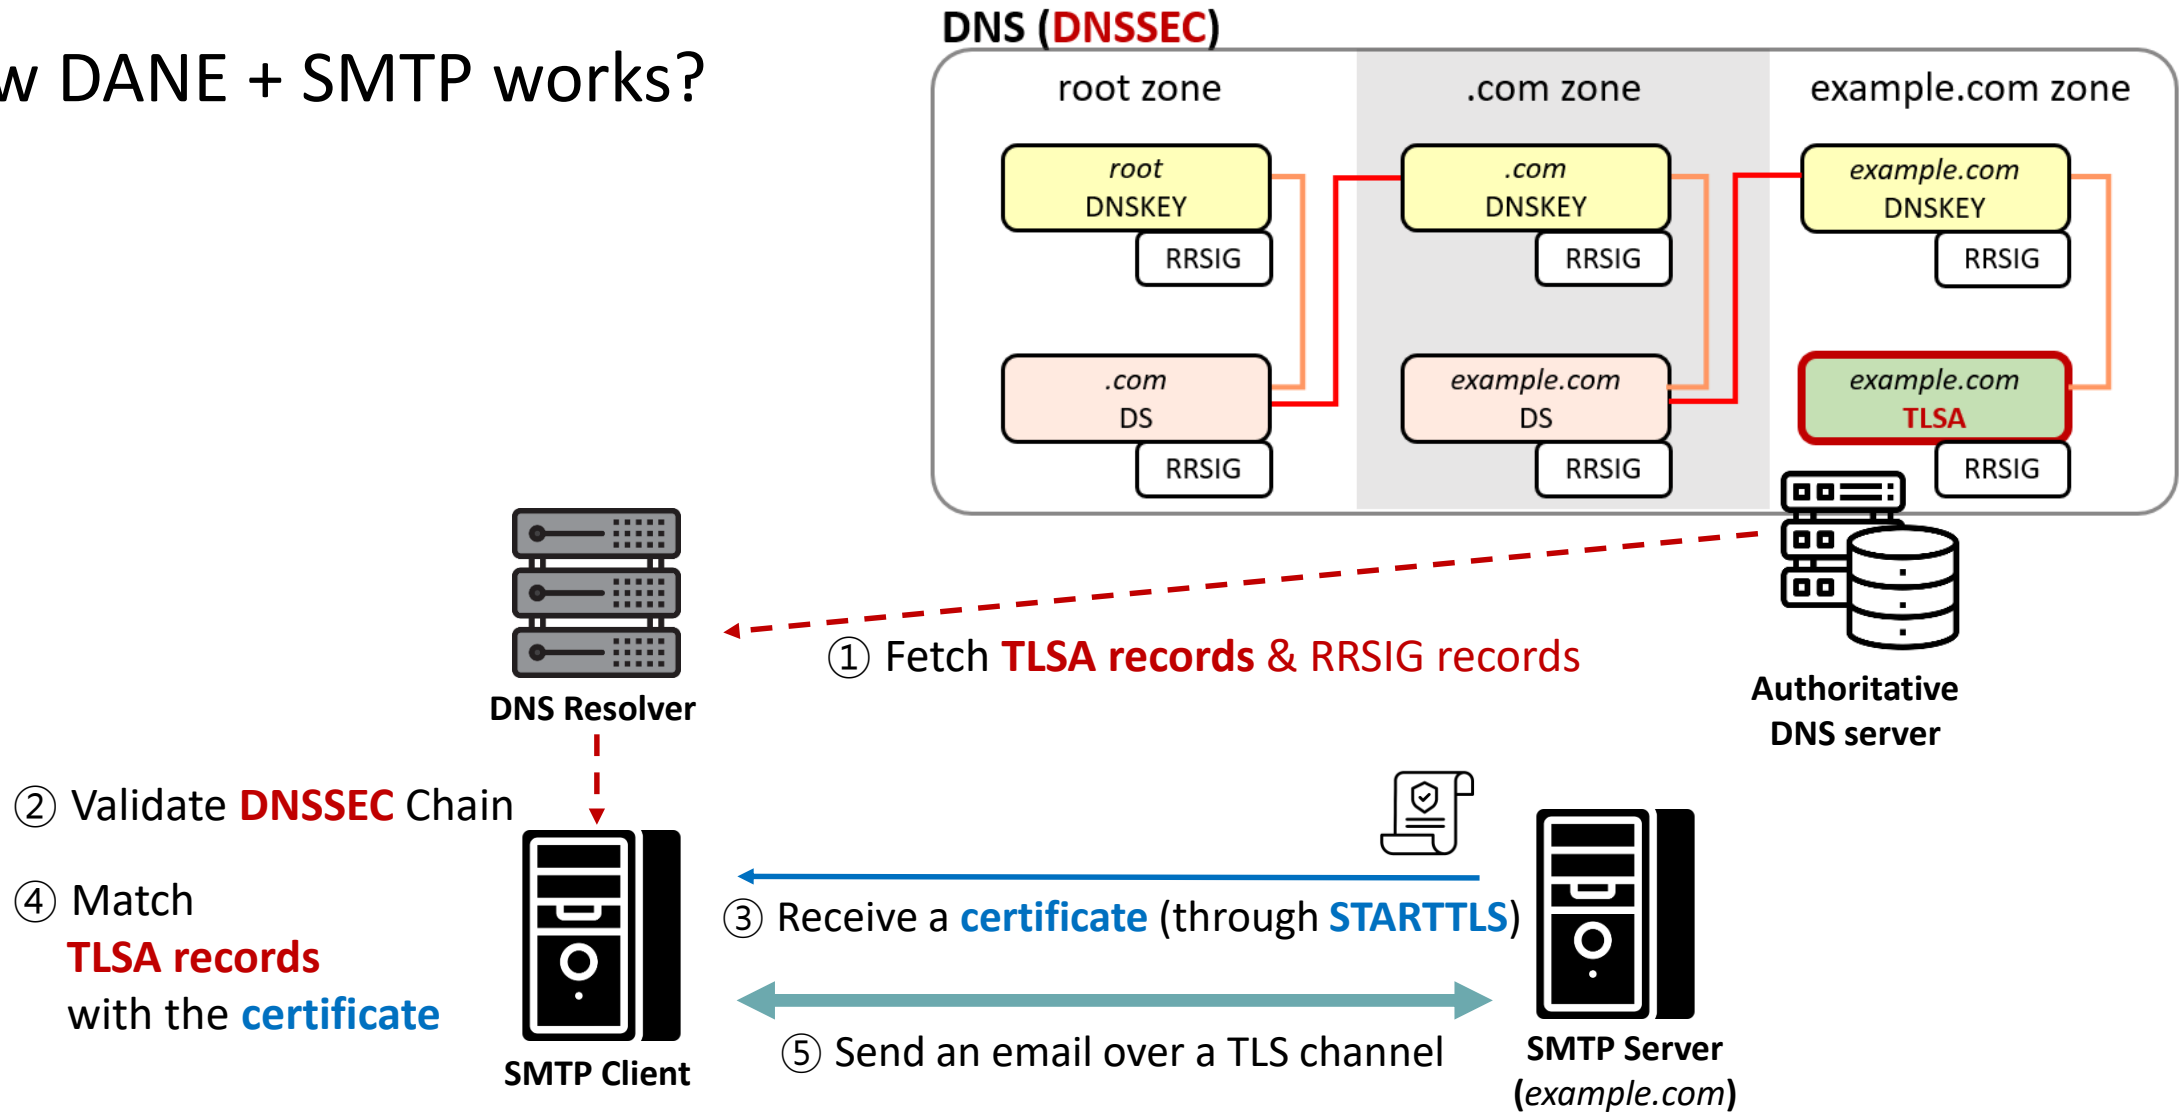 w DANE + SMTP works?
DNS (DNSSEC)
root zone
.com zone
example.com zone
root
DNSKEY
RRSIG
.com
DNSKEY
RRSIG
example.com
DNSKEY
RRSIG
.com
DS
RRSIG
example.com
DS
RRSIG
example.com
TLSA
RRSIG
① Fetch TLSA records & RRSIG records
DNS Resolver
Authoritative
DNS server
② Validate DNSSEC Chain
③ Receive a certificate (through STARTTLS)
④ Match
TLSA records
with the certificate
⑤ Send an email over a TLS channel
SMTP Client
SMTP Server
(example.com)